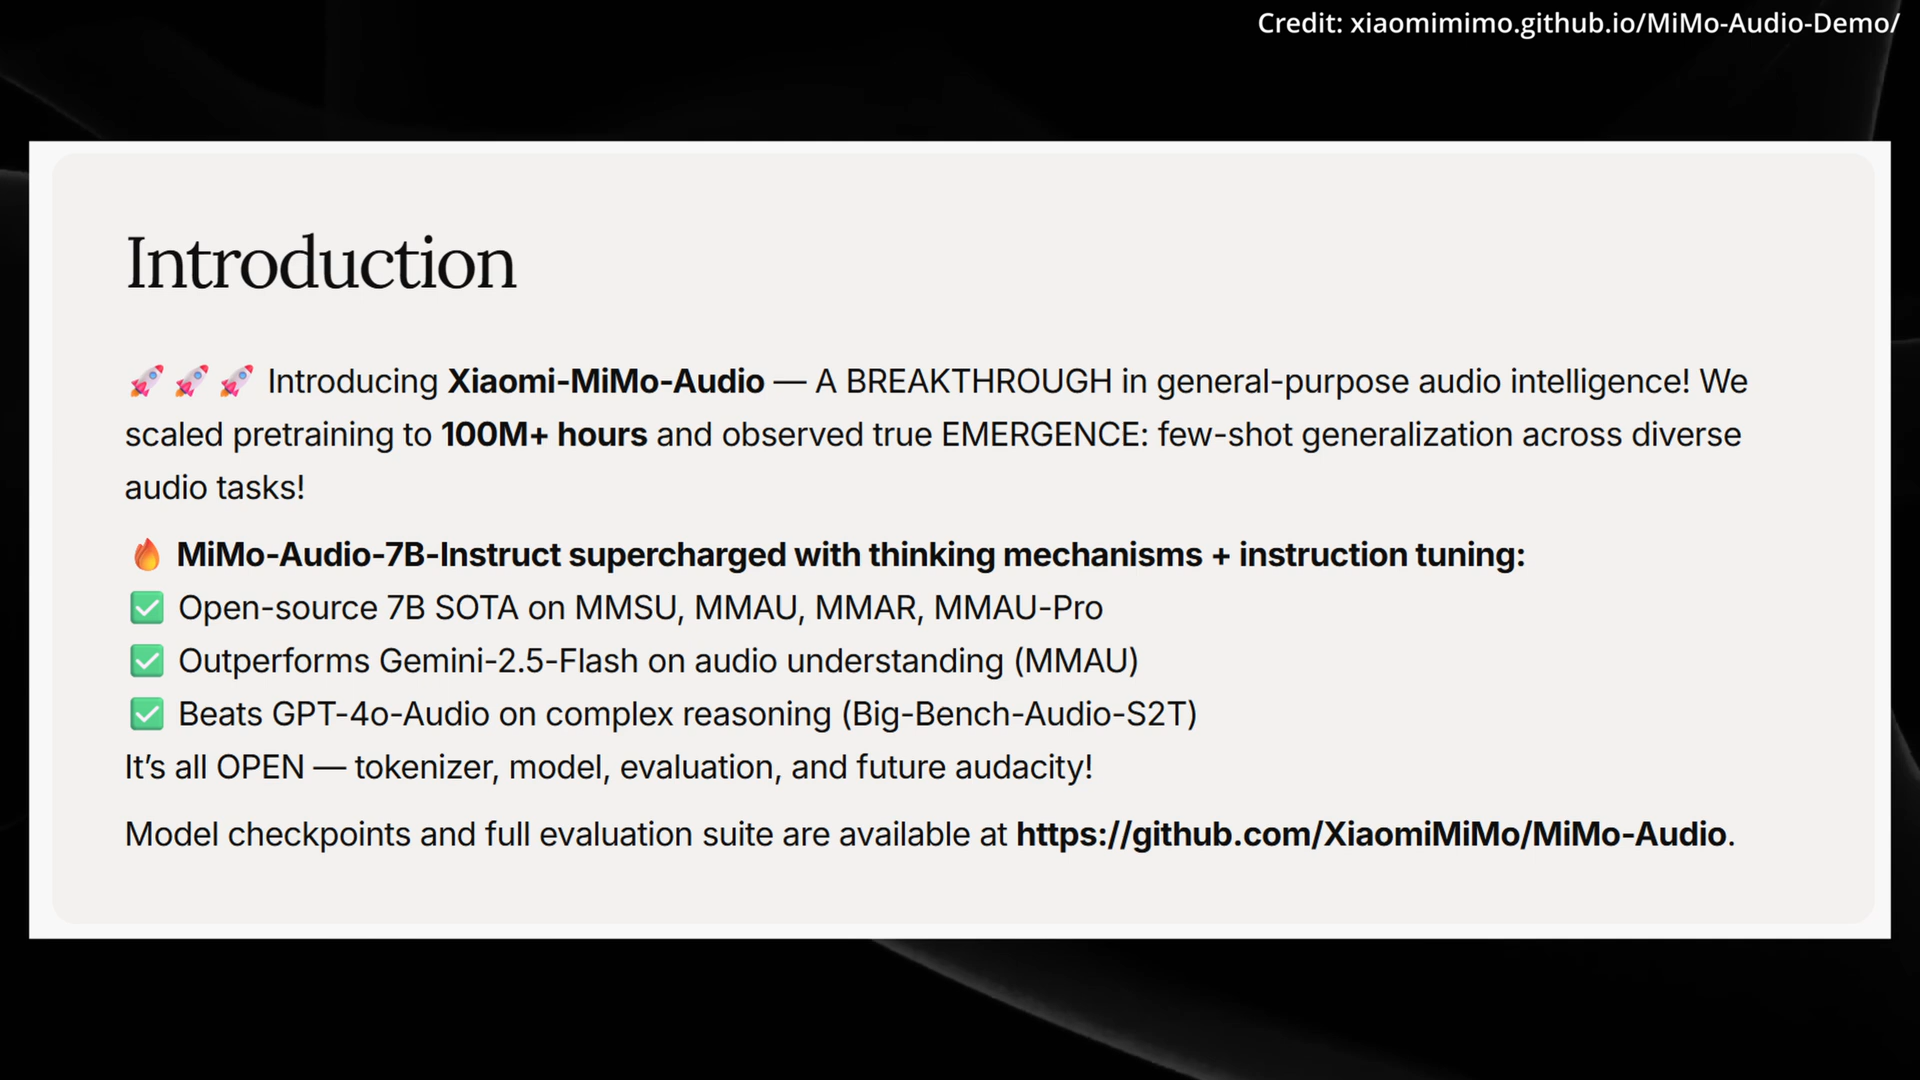 Credit: xiaomimimo.github.io/MiMo-Audio-Demo/
Introduction
🚀🚀🚀 Introducing Xiaomi-MiMo-Audio — A BREAKTHROUGH in general-purpose audio intelligence! We
scaled pretraining to 100M+ hours and observed true EMERGENCE: few-shot generalization across diverse
audio tasks!
🔥 MiMo-Audio-7B-Instruct supercharged with thinking mechanisms + instruction tuning:
✅ Open-source 7B SOTA on MMSU, MMAU, MMAR, MMAU-Pro
✅ Outperforms Gemini-2.5-Flash on audio understanding (MMAU)
✅ Beats GPT-4o-Audio on complex reasoning (Big-Bench-Audio-S2T)
It’s all OPEN — tokenizer, model, evaluation, and future audacity!
Model checkpoints and full evaluation suite are available at https://github.com/XiaomiMiMo/MiMo-Audio.